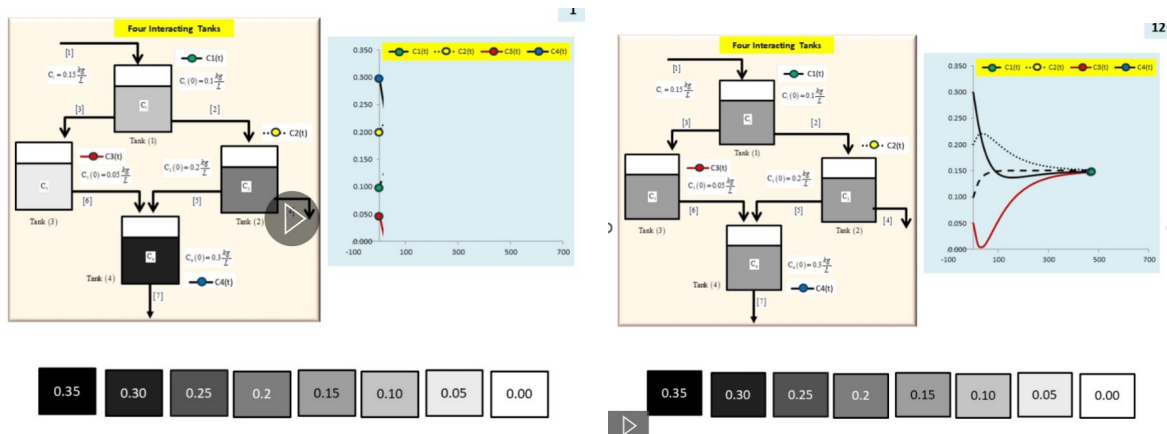 1
Four Interacting Tanks
[1]
C1(t)
C₁ = 0.15 kg/L
C₁(0) = 0.1 kg/L
[3]
[2]
C2(t)
Tank (1)
C3(t)
C₃(0) = 0.05 kg/L
C₂(0) = 0.2 kg/L
[6]
[5]
Tank (3)
Tank (2)
C₄(0) = 0.3 kg/L
Tank (4)
C4(t)
[7]
C1(t) C2(t) C3(t) C4(t)
0.350
0.300
0.250
0.200
0.150
0.100
0.050
0.000
-100 100 300 500 700
0.35 0.30 0.25 0.2 0.15 0.10 0.05 0.00
12
Four Interacting Tanks
[1]
C1(t)
C₁ = 0.15 kg/L
C₁(0) = 0.1 kg/L
[3]
[2]
C2(t)
Tank (1)
C3(t)
C₃(0) = 0.05 kg/L
C₂(0) = 0.2 kg/L
[6]
[5]
[4]
Tank (3)
Tank (2)
C₄(0) = 0.3 kg/L
Tank (4)
C4(t)
[7]
C1(t) C2(t) C3(t) C4(t)
0.350
0.300
0.250
0.200
0.150
0.100
0.050
0.000
-100 100 300 500 700
0.35 0.30 0.25 0.2 0.15 0.10 0.05 0.00